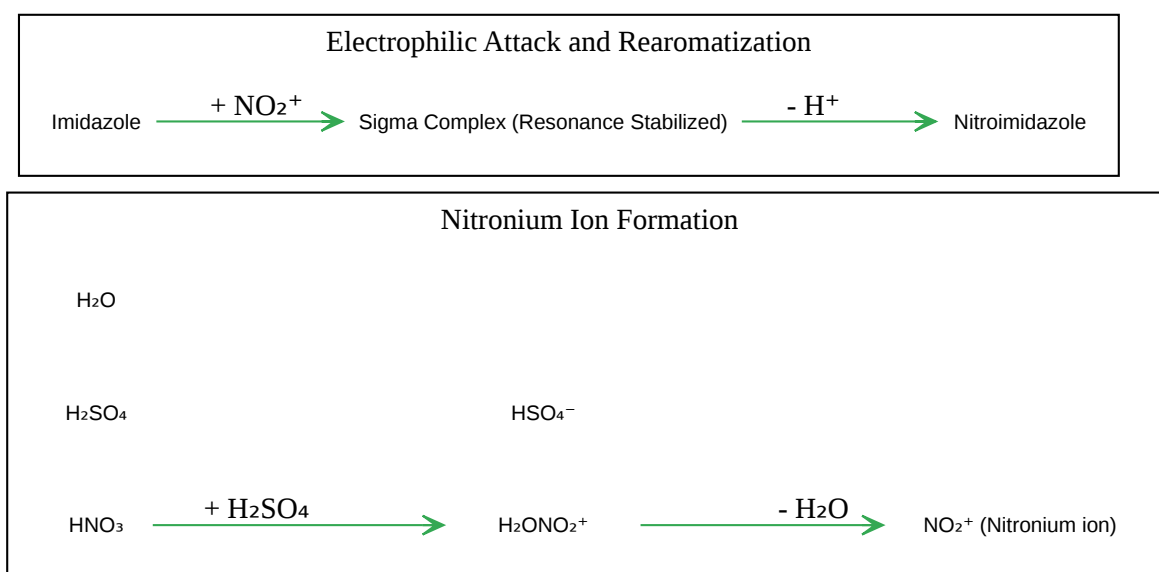 Electrophilic Attack and Rearomatization
+ NO₂⁺
- H⁺
Imidazole
Sigma Complex (Resonance Stabilized)
Nitroimidazole
Nitronium Ion Formation
H₂O
H₂SO₄
HSO₄⁻
+ H₂SO₄
- H₂O
HNO₃
H₂ONO₂⁺
NO₂⁺ (Nitronium ion)